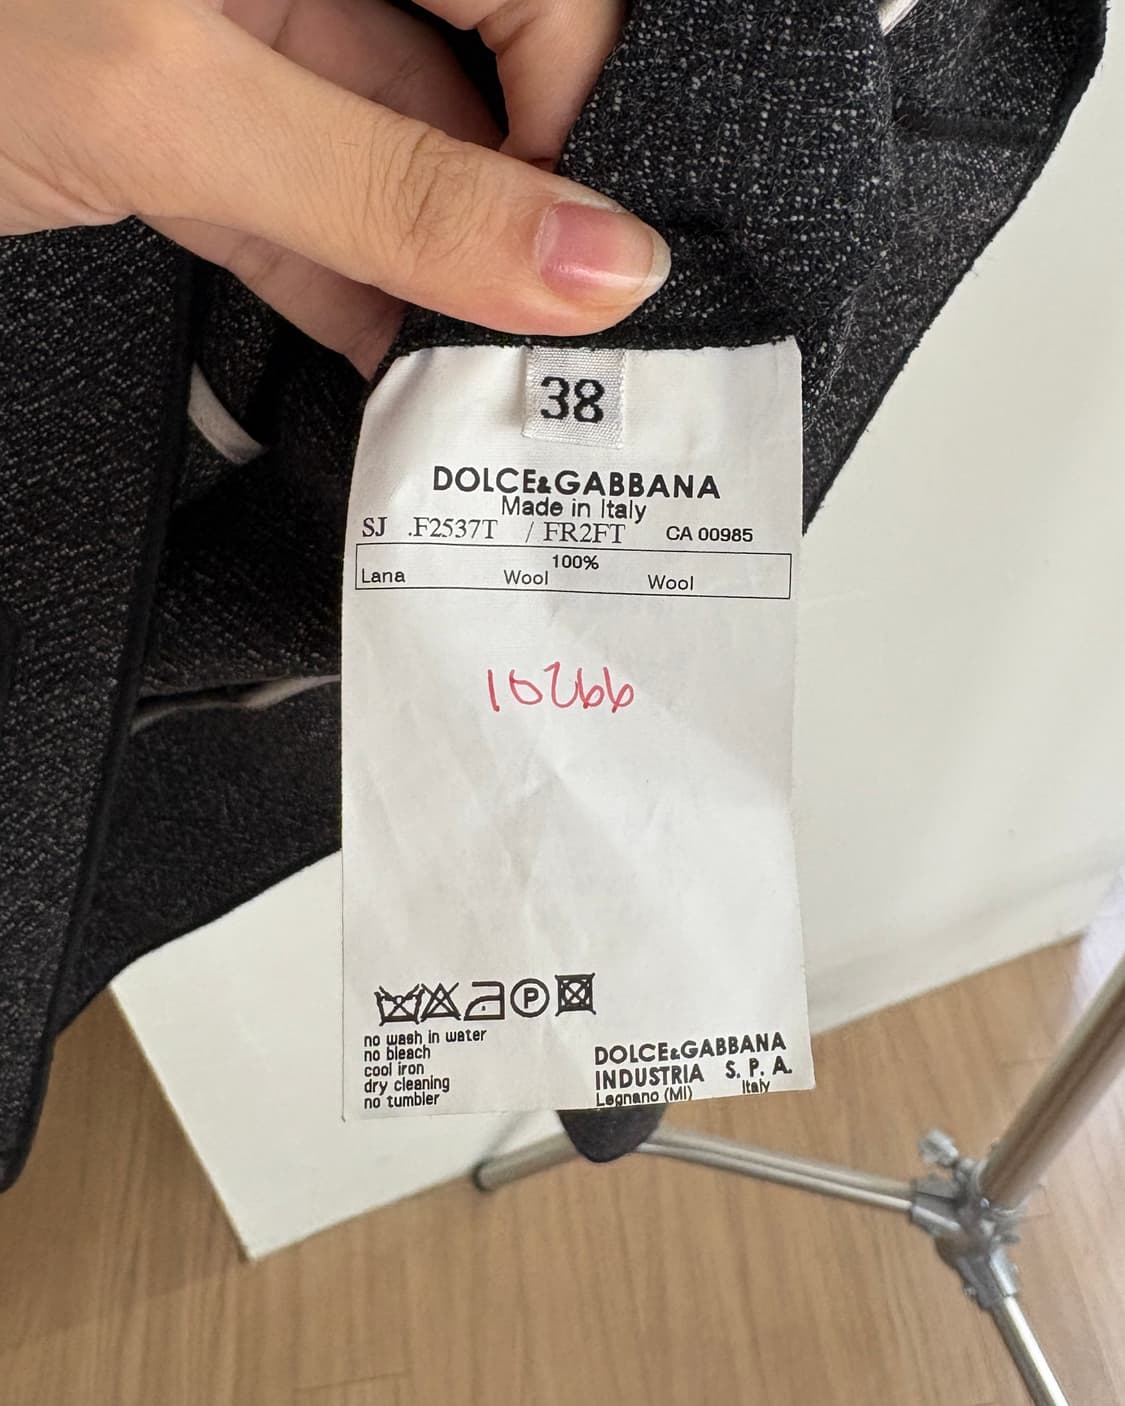 38
DOLCE&GABBANA
Made in Italy
SJ .F2537T / FR2FT CA 00985
100%
Lana Wool Wool
10266
P
no wash in water
no bleach
cool iron
dry cleaning
no tumbler
DOLCE&GABBANA
INDUSTRIA S. P. A.
Legnano (MI) Italy